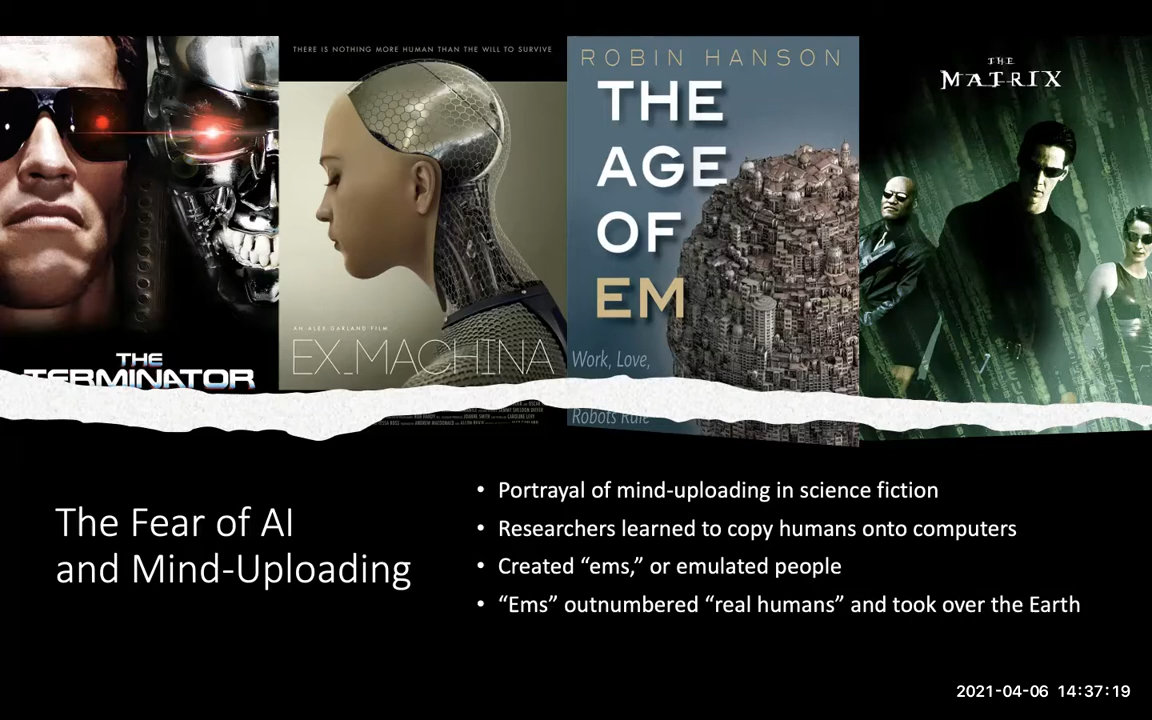 THE
TERMINATOR
THERE IS NOTHING MORE HUMAN THAN THE WILL TO SURVIVE
AN ALEX GARLAND FILM
EX_MACHINA
ROBIN HANSON
THE
AGE
OF
EM
Work, Love,
Robots Rule
THE
MATRIX
The Fear of AI
and Mind-Uploading
• Portrayal of mind-uploading in science fiction
• Researchers learned to copy humans onto computers
• Created “ems,” or emulated people
• “Ems” outnumbered “real humans” and took over the Earth
2021-04-06 14:37:19